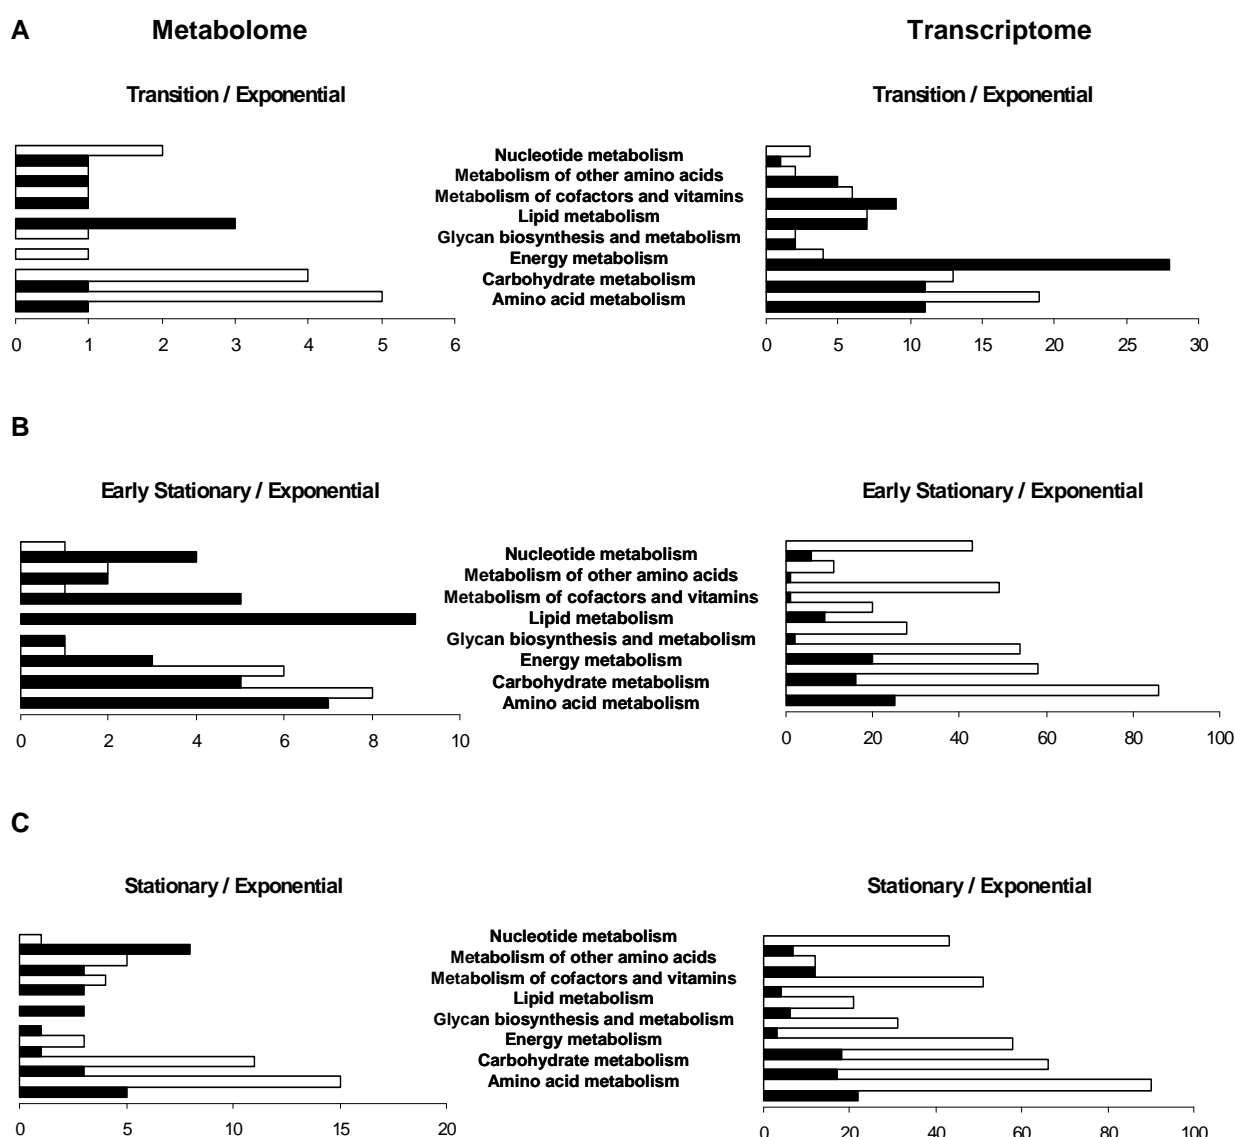 A Metabolome Transcriptome
Transition / Exponential Transition / Exponential
Nucleotide metabolism
Metabolism of other amino acids
Metabolism of cofactors and vitamins
Lipid metabolism
Glycan biosynthesis and metabolism
Energy metabolism
Carbohydrate metabolism
Amino acid metabolism
0 1 2 3 4 5 6 0 5 10 15 20 25 30
B
Early Stationary / Exponential Early Stationary / Exponential
Nucleotide metabolism
Metabolism of other amino acids
Metabolism of cofactors and vitamins
Lipid metabolism
Glycan biosynthesis and metabolism
Energy metabolism
Carbohydrate metabolism
Amino acid metabolism
0 2 4 6 8 10 0 20 40 60 80 100
C
Stationary / Exponential Stationary / Exponential
Nucleotide metabolism
Metabolism of other amino acids
Metabolism of cofactors and vitamins
Lipid metabolism
Glycan biosynthesis and metabolism
Energy metabolism
Carbohydrate metabolism
Amino acid metabolism
0 5 10 15 20 0 20 40 60 80 100